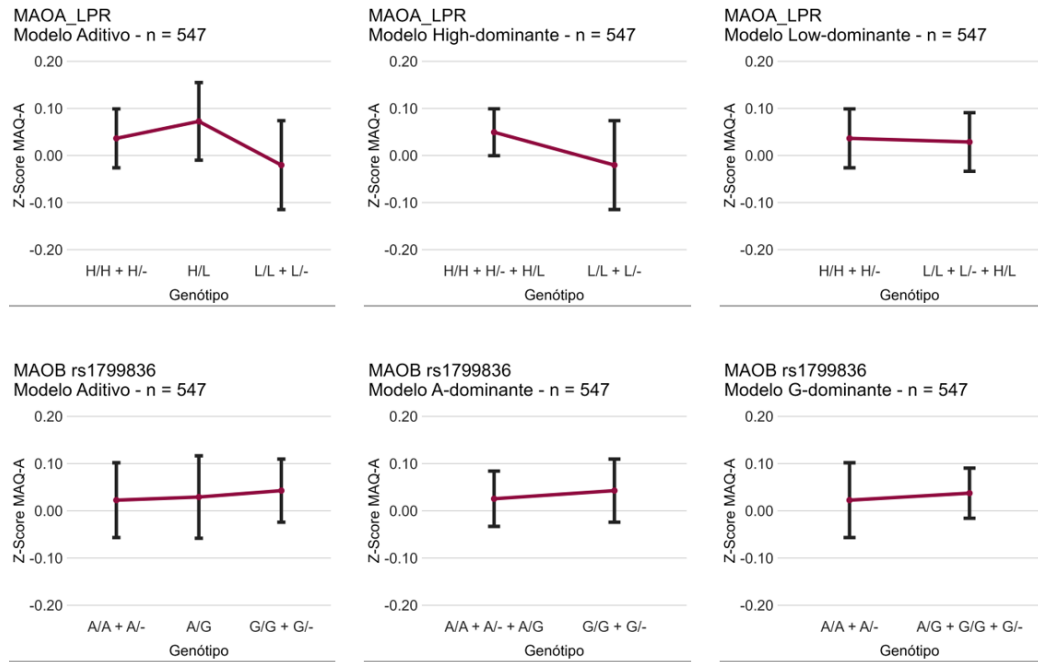 MAOA_LPR
Modelo Aditivo - n = 547
0.20
0.10
0.00
-0.10
-0.20
Z-Score MAQ-A
H/H + H/- H/L L/L + L/-
Genótipo
MAOA_LPR
Modelo High-dominante - n = 547
0.20
0.10
0.00
-0.10
-0.20
Z-Score MAQ-A
H/H + H/- + H/L L/L + L/-
Genótipo
MAOA_LPR
Modelo Low-dominante - n = 547
0.20
0.10
0.00
-0.10
-0.20
Z-Score MAQ-A
H/H + H/- L/L + L/- + H/L
Genótipo
MAOB rs1799836
Modelo Aditivo - n = 547
0.20
0.10
0.00
-0.10
-0.20
Z-Score MAQ-A
A/A + A/- A/G G/G + G/-
Genótipo
MAOB rs1799836
Modelo A-dominante - n = 547
0.20
0.10
0.00
-0.10
-0.20
Z-Score MAQ-A
A/A + A/- + A/G G/G + G/-
Genótipo
MAOB rs1799836
Modelo G-dominante - n = 547
0.20
0.10
0.00
-0.10
-0.20
Z-Score MAQ-A
A/A + A/- A/G + G/G + G/-
Genótipo